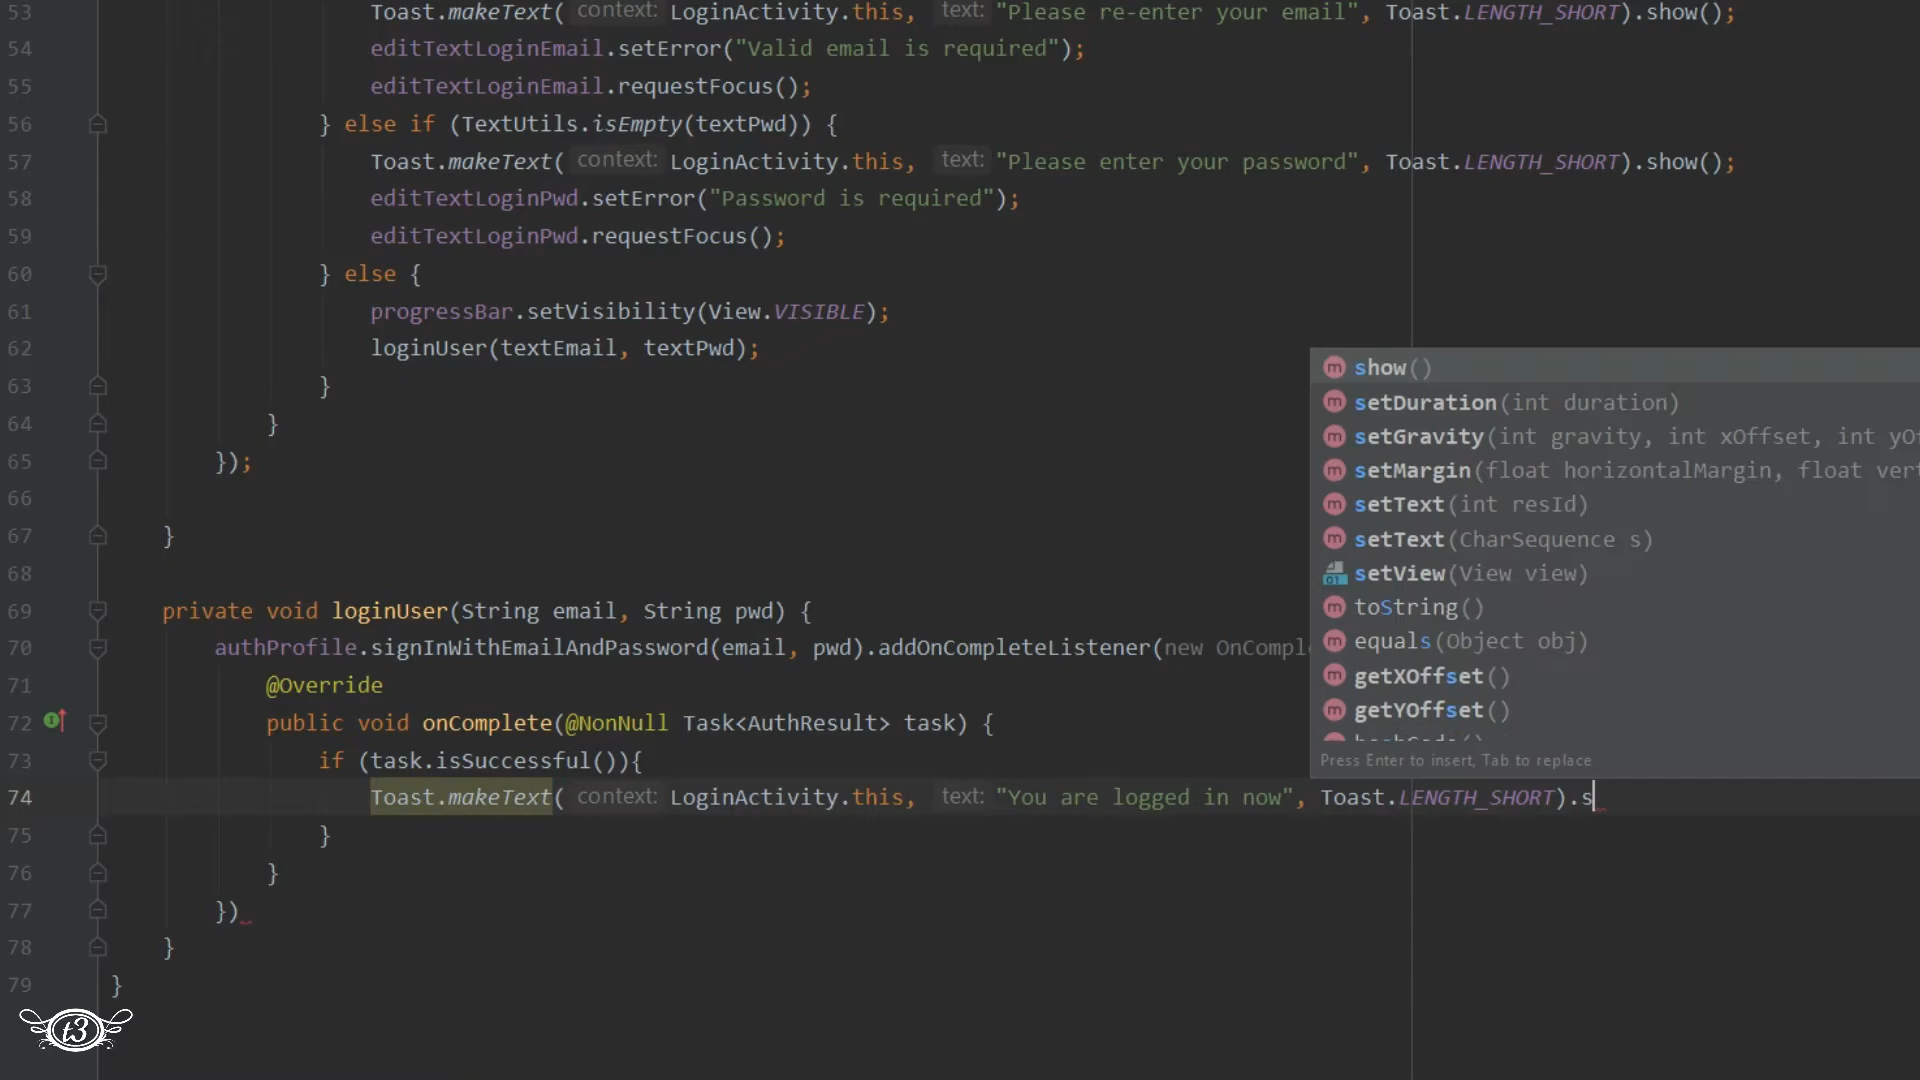 53 Toast.makeText( context: LoginActivity.this, text: "Please re-enter your email", Toast.LENGTH_SHORT).show();
54 editTextLoginEmail.setError("Valid email is required");
55 editTextLoginEmail.requestFocus();
56 } else if (TextUtils.isEmpty(textPwd)) {
57 Toast.makeText( context: LoginActivity.this, text: "Please enter your password", Toast.LENGTH_SHORT).show();
58 editTextLoginPwd.setError("Password is required");
59 editTextLoginPwd.requestFocus();
60 } else {
61 progressBar.setVisibility(View.VISIBLE);
62 loginUser(textEmail, textPwd);
63 }
64 }
65 });
66
67 }
68
69 private void loginUser(String email, String pwd) {
70 authProfile.signInWithEmailAndPassword(email, pwd).addOnCompleteListener(new OnCompl
71 @Override
72 public void onComplete(@NonNull Task<AuthResult> task) {
73 if (task.isSuccessful()){
74 Toast.makeText( context: LoginActivity.this, text: "You are logged in now", Toast.LENGTH_SHORT).s
75 }
76 }
77 })
78 }
79 }
show()
setDuration(int duration)
setGravity(int gravity, int xOffset, int yOf
setMargin(float horizontalMargin, float vert
setText(int resId)
setText(CharSequence s)
setView(View view)
toString()
equals(Object obj)
getXOffset()
getYOffset()
Press Enter to insert, Tab to replace
t3